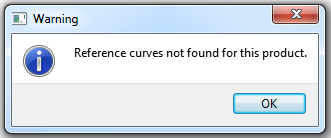 Warning
Reference curves not found for this product.
OK